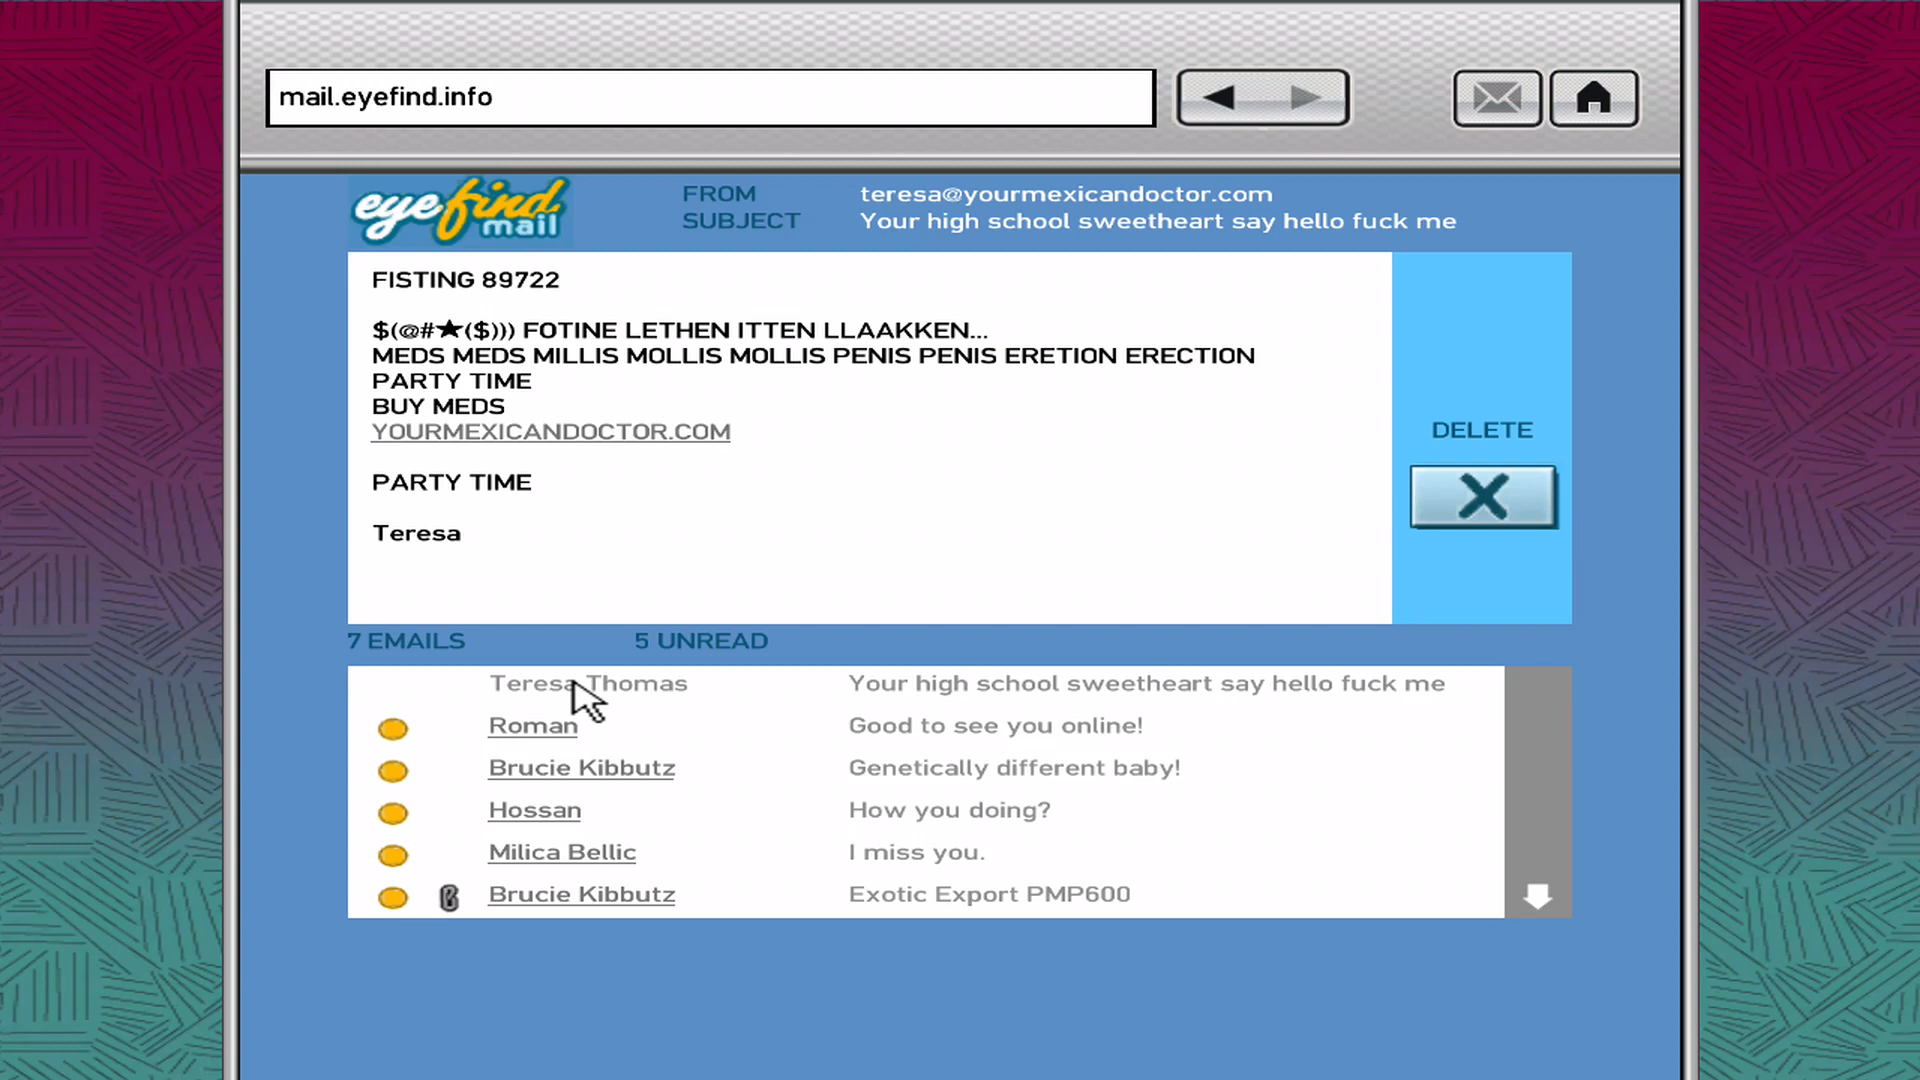 mail.eyefind.info
eyefind mail
FROM teresa@yourmexicandoctor.com
SUBJECT Your high school sweetheart say hello fuck me
FISTING 89722
$(@#★($))) FOTINE LETHEN ITTEN LLAAKKEN...
MEDS MEDS MILLIS MOLLIS MOLLIS PENIS PENIS ERETION ERECTION
PARTY TIME
BUY MEDS
YOURMEXICANDOCTOR.COM
PARTY TIME
Teresa
DELETE
7 EMAILS 5 UNREAD
Teresa Thomas Your high school sweetheart say hello fuck me
Roman Good to see you online!
Brucie Kibbutz Genetically different baby!
Hossan How you doing?
Milica Bellic I miss you.
Brucie Kibbutz Exotic Export PMP600